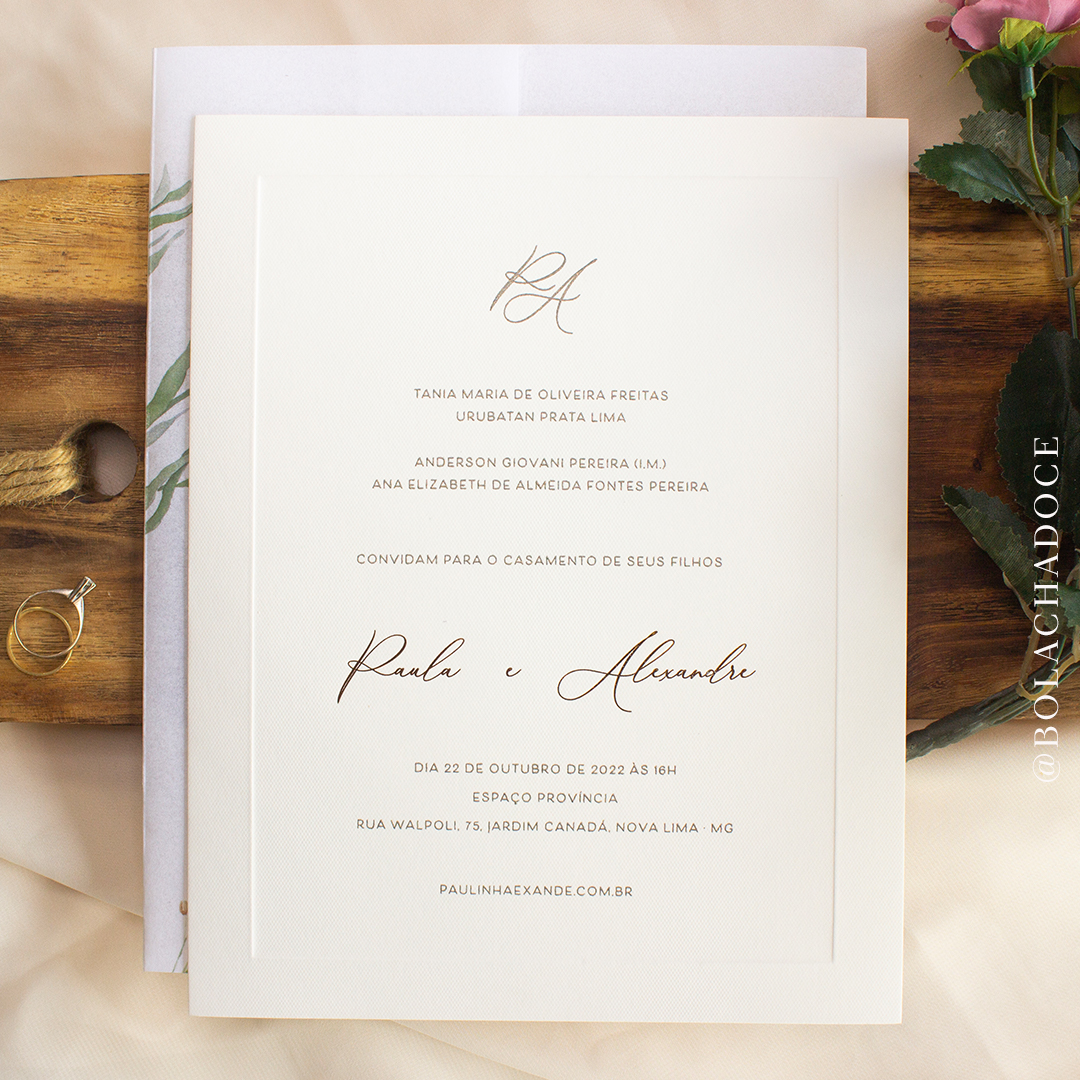 PA
TANIA MARIA DE OLIVEIRA FREITAS
URUBATAN PRATA LIMA
ANDERSON GIOVANI PEREIRA (I.M.)
ANA ELIZABETH DE ALMEIDA FONTES PEREIRA
CONVIDAM PARA O CASAMENTO DE SEUS FILHOS
Paula e Alexandre
DIA 22 DE OUTUBRO DE 2022 ÀS 16H
ESPAÇO PROVÍNCIA
RUA WALPOLI, 75, JARDIM CANADÁ, NOVA LIMA · MG
PAULINHAEXANDE.COM.BR
@BOLACHADOCE